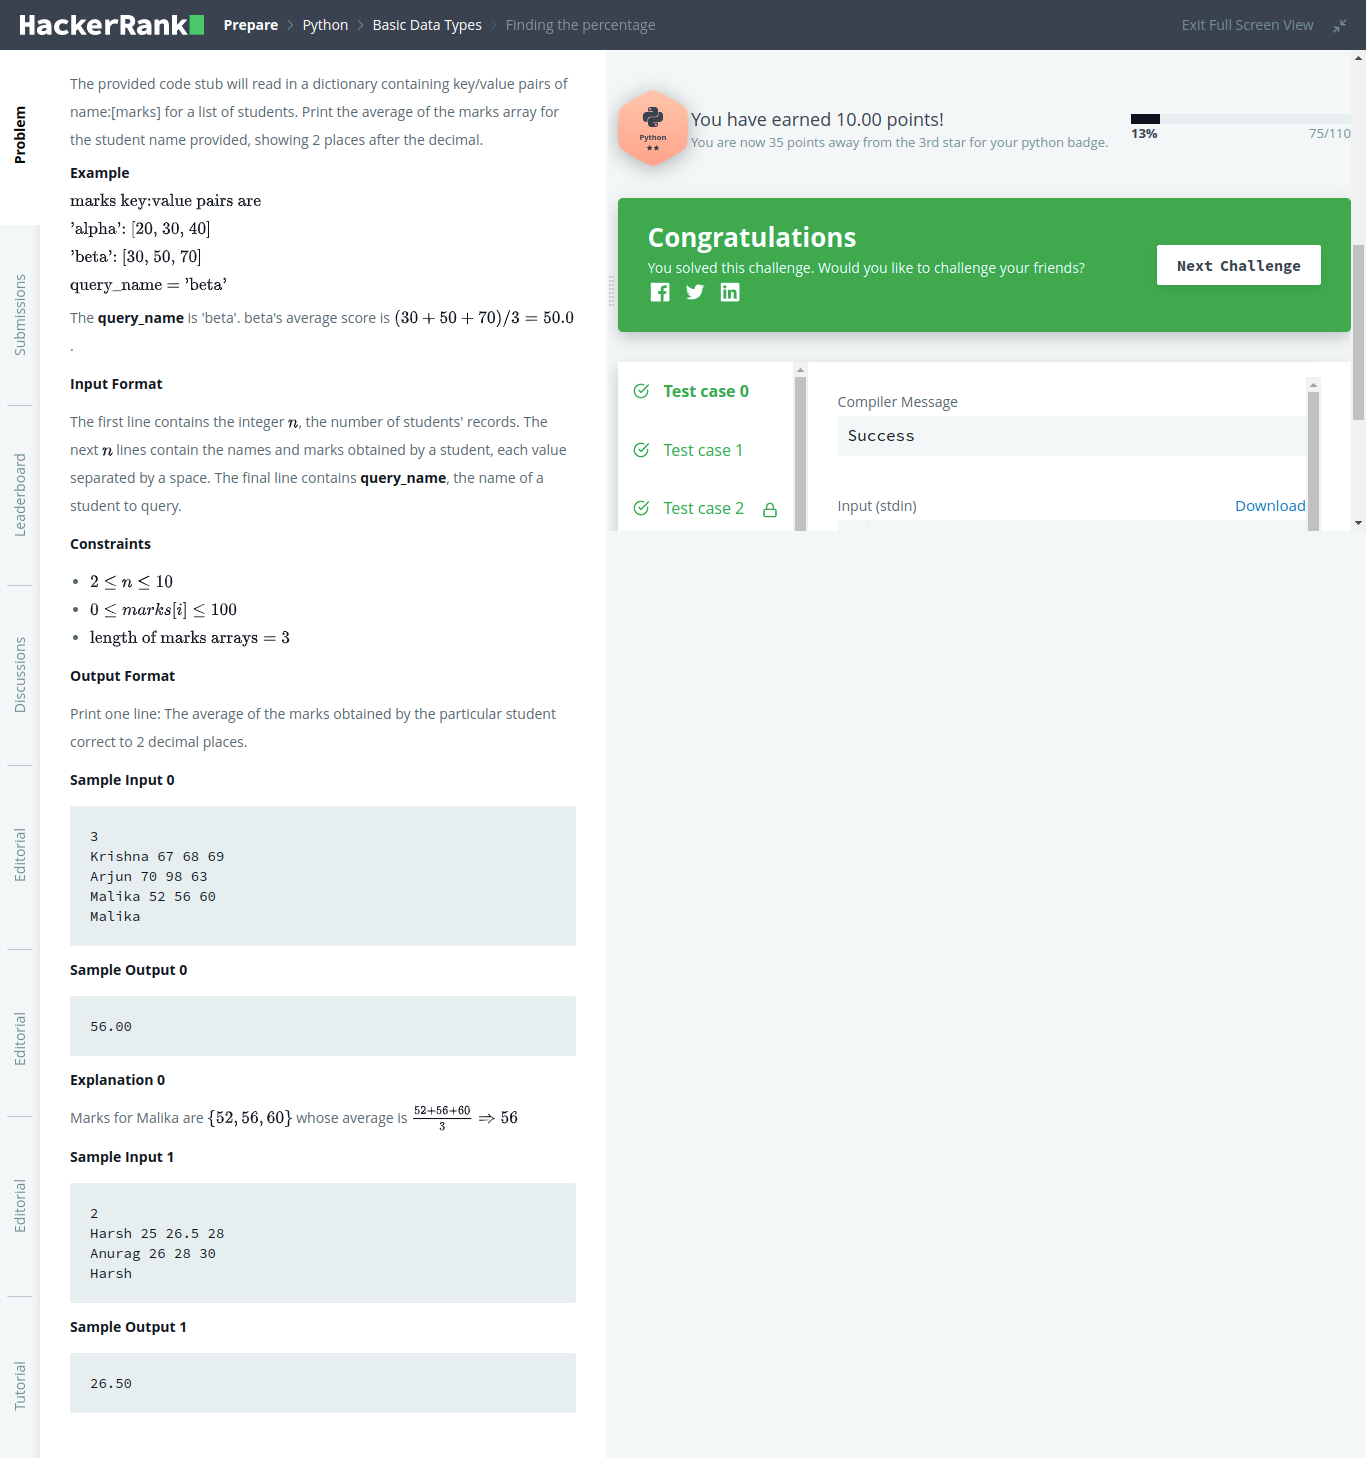 HackerRank Prepare > Python > Basic Data Types > Finding the percentage Exit Full Screen View
Problem
Submissions
Leaderboard
Discussions
Editorial
Editorial
Editorial
Tutorial
The provided code stub will read in a dictionary containing key/value pairs of
name:[marks] for a list of students. Print the average of the marks array for
the student name provided, showing 2 places after the decimal.
Example
marks key:value pairs are
'alpha': [20, 30, 40]
'beta': [30, 50, 70]
query_name = 'beta'
The query_name is 'beta'. beta's average score is (30 + 50 + 70)/3 = 50.0
.
Input Format
The first line contains the integer n, the number of students' records. The
next n lines contain the names and marks obtained by a student, each value
separated by a space. The final line contains query_name, the name of a
student to query.
Constraints
• 2 ≤ n ≤ 10
• 0 ≤ marks[i] ≤ 100
• length of marks arrays = 3
Output Format
Print one line: The average of the marks obtained by the particular student
correct to 2 decimal places.
Sample Input 0
3
Krishna 67 68 69
Arjun 70 98 63
Malika 52 56 60
Malika
Sample Output 0
56.00
Explanation 0
Marks for Malika are {52, 56, 60} whose average is 52+56+60/3 ⇒ 56
Sample Input 1
2
Harsh 25 26.5 28
Anurag 26 28 30
Harsh
Sample Output 1
26.50
Python
★★
You have earned 10.00 points!
You are now 35 points away from the 3rd star for your python badge.
13% 75/110
Congratulations
You solved this challenge. Would you like to challenge your friends?
Next Challenge
Test case 0
Test case 1
Test case 2
Compiler Message
Success
Input (stdin) Download